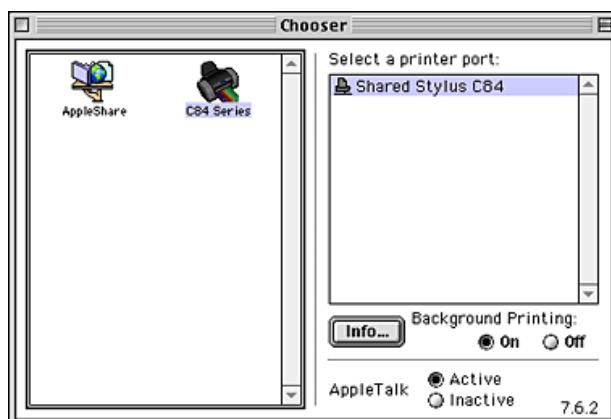 Chooser
AppleShare
C84 Series
Select a printer port:
Shared Stylus C84
Info...
Background Printing:
On Off
AppleTalk
Active
Inactive
7.6.2